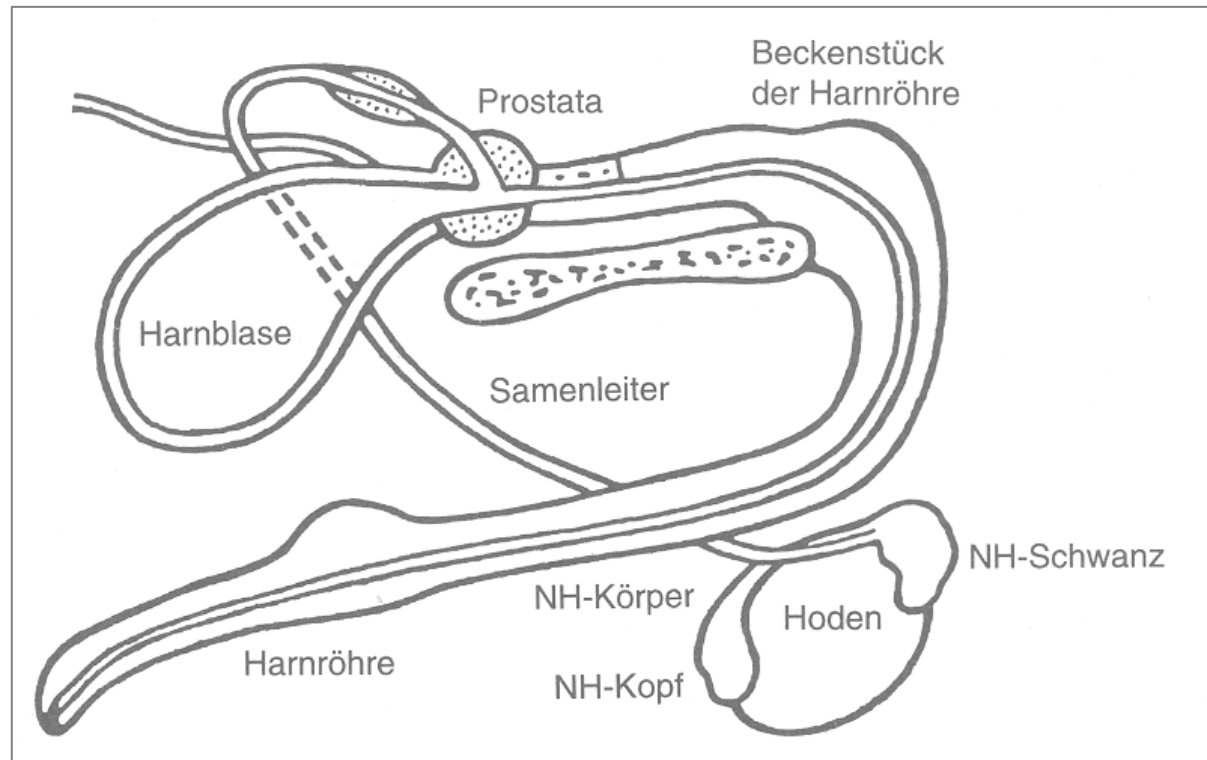 Beckenstück
der Harnröhre
Prostata
Harnblase
Samenleiter
NH-Schwanz
NH-Körper
Hoden
Harnröhre
NH-Kopf